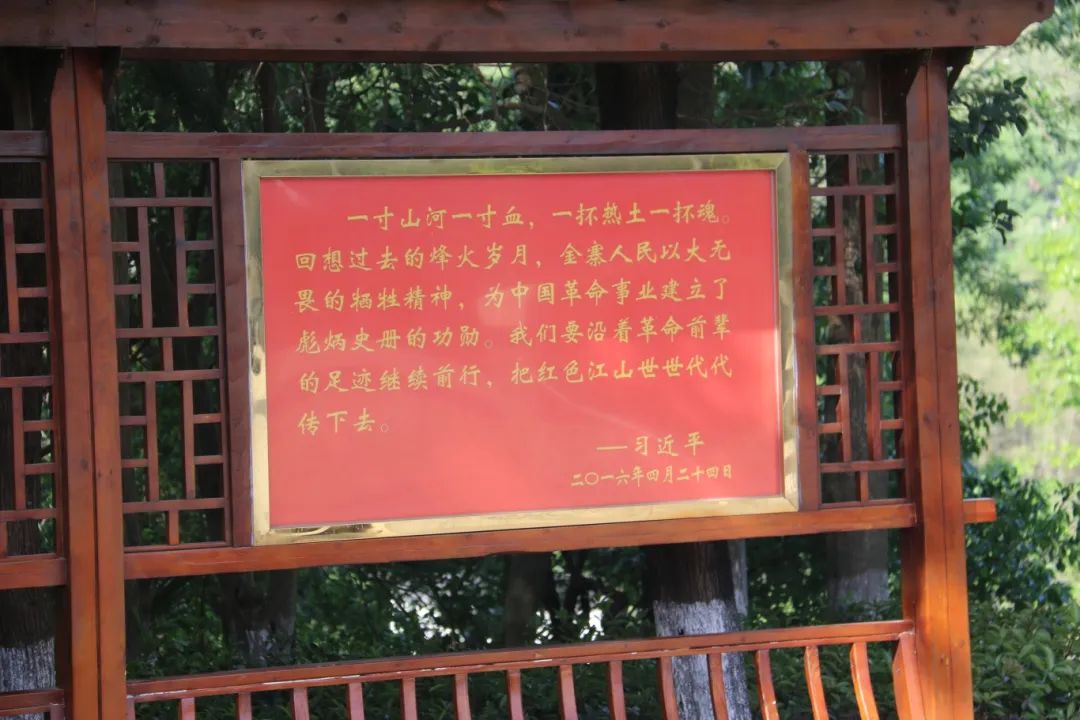 一寸山河一寸血，一抔热土一抔魂。
回想过去的烽火岁月，金寨人民以大无
畏的牺牲精神，为中国革命事业建立了
彪炳史册的功勋。我们要沿着革命前辈
的足迹继续前行，把红色江山世世代代
传下去。
——习近平
二〇一六年四月二十四日